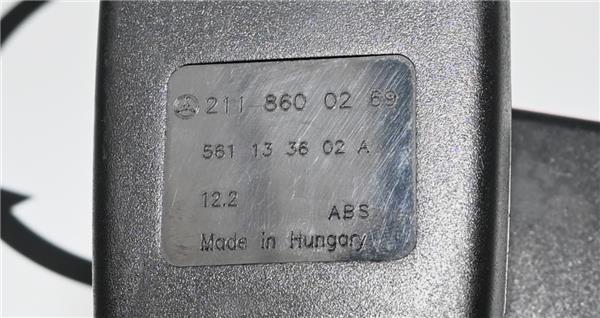 211 860 02 69
561 13 36 02 A
12.2
ABS
Made in Hungary